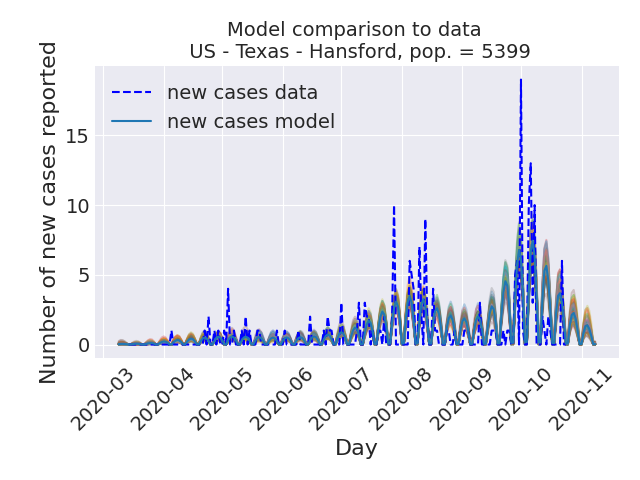 Model comparison to data
US - Texas - Hansford, pop. = 5399
Number of new cases reported
new cases data
new cases model
15
10
5
0
2020-03
2020-04
2020-05
2020-06
2020-07
2020-08
2020-09
2020-10
2020-11
Day